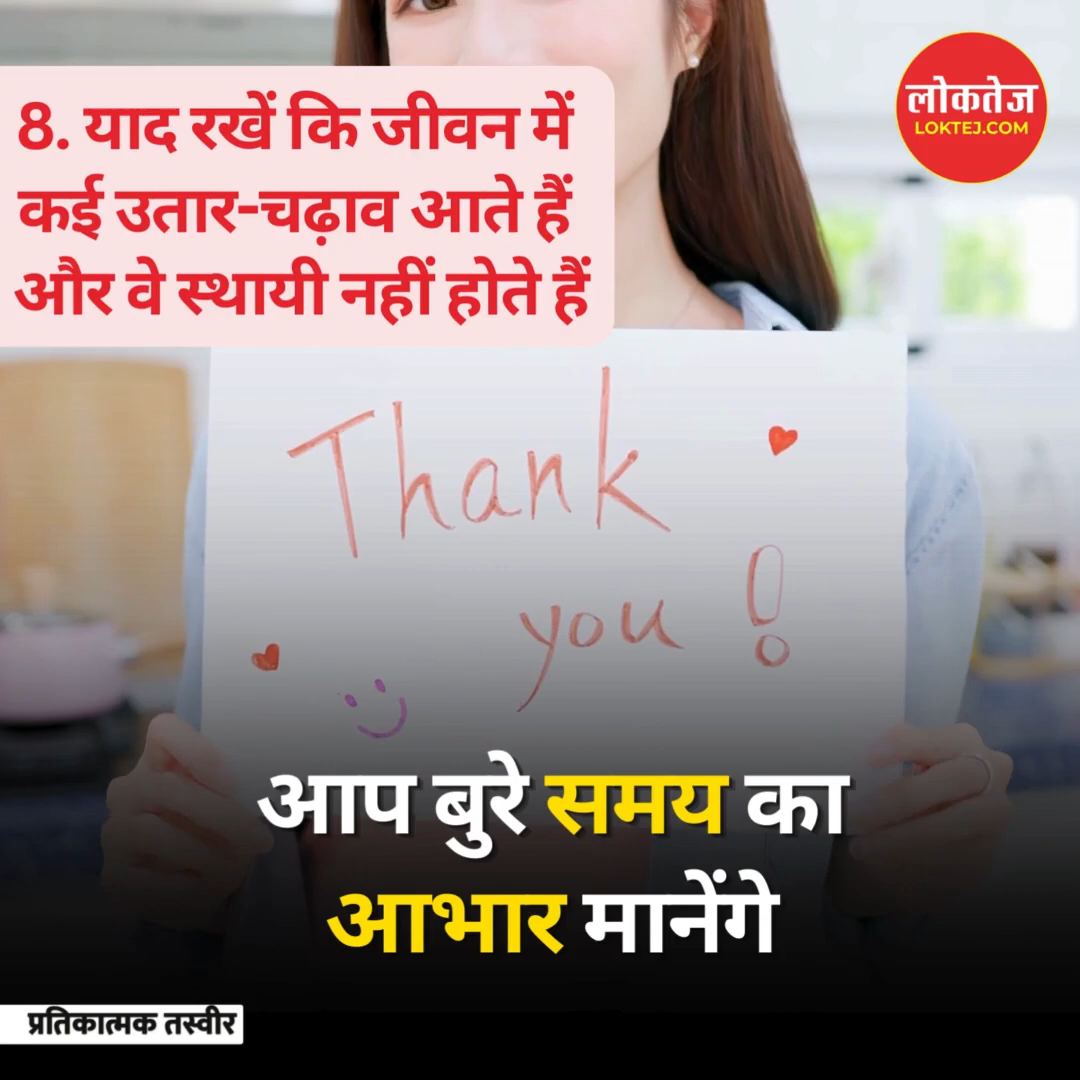 लोकतेज
LOKTEJ.COM
8. याद रखें कि जीवन में
कई उतार-चढ़ाव आते हैं
और वे स्थायी नहीं होते हैं
Thank
you !
आप बुरे समय का
आभार मानेंगे
प्रतिकात्मक तस्वीर